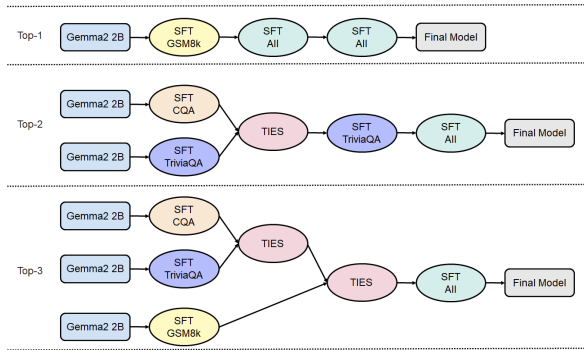 Top-1
Gemma2 2B
SFT
GSM8k
SFT
All
SFT
All
Final Model
Top-2
Gemma2 2B
SFT
CQA
Gemma2 2B
SFT
TriviaQA
TIES
SFT
TriviaQA
SFT
All
Final Model
Top-3
Gemma2 2B
SFT
CQA
Gemma2 2B
SFT
TriviaQA
TIES
Gemma2 2B
SFT
GSM8k
TIES
SFT
All
Final Model